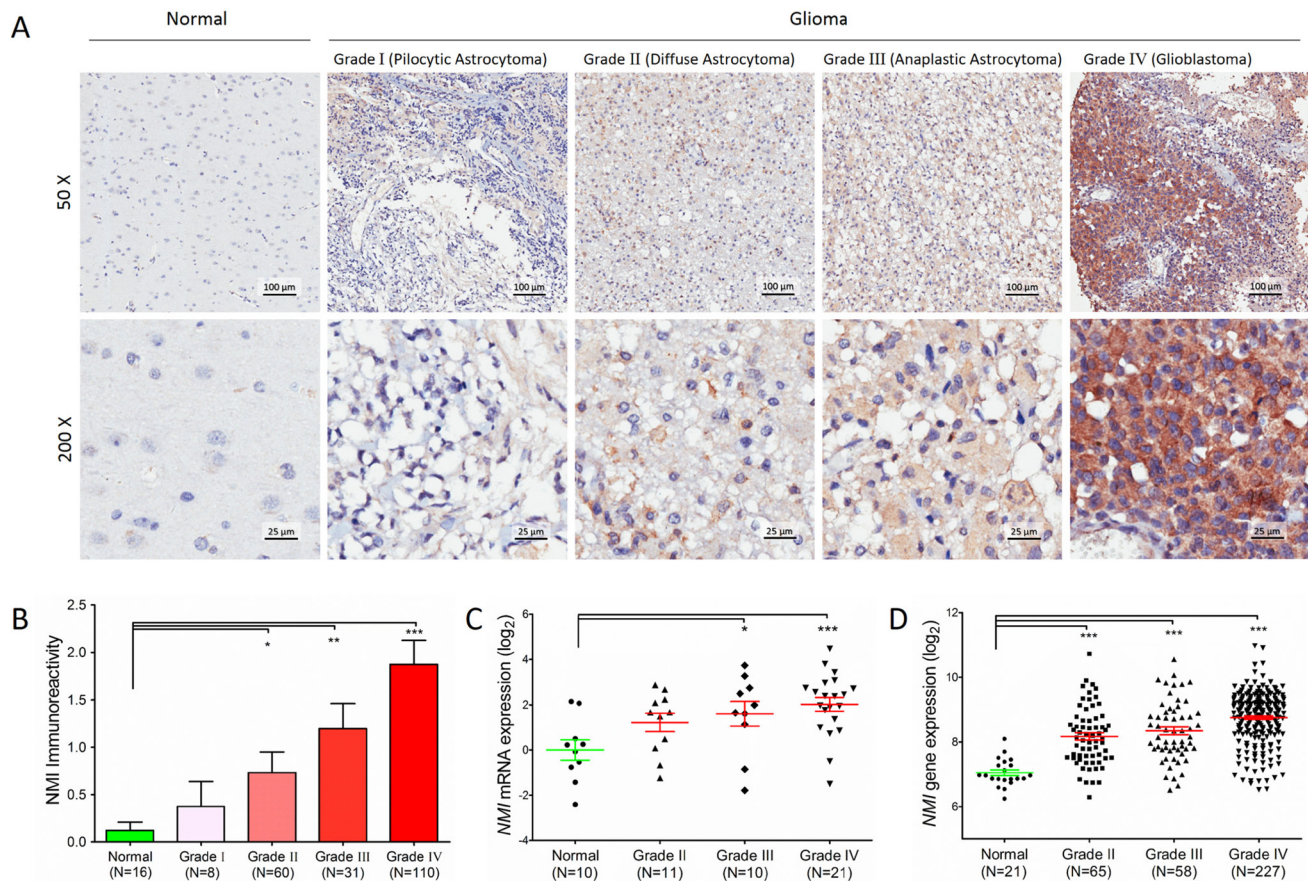 A
Normal
Glioma
Grade I (Pilocytic Astrocytoma)
Grade II (Diffuse Astrocytoma)
Grade III (Anaplastic Astrocytoma)
Grade IV (Glioblastoma)
50 X
100 µm
100 µm
100 µm
100 µm
100 µm
200 X
25 µm
25 µm
25 µm
25 µm
25 µm
B
NMI Immunoreactivity
2.5
2.0
1.5
1.0
0.5
0.0
*
**
***
Normal
(N=16)
Grade I
(N=8)
Grade II
(N=60)
Grade III
(N=31)
Grade IV
(N=110)
C
NMI mRNA expression (log₂)
6
4
2
0
-2
-4
*
***
Normal
(N=10)
Grade II
(N=11)
Grade III
(N=10)
Grade IV
(N=21)
D
NMI gene expression (log₂)
12
10
8
6
***
***
***
Normal
(N=21)
Grade II
(N=65)
Grade III
(N=58)
Grade IV
(N=227)